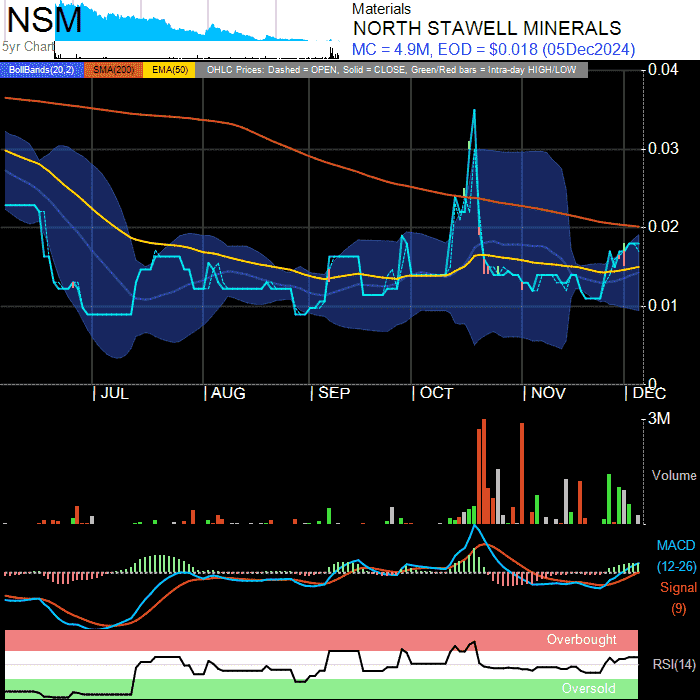 NSM
5yr Chart
Materials
NORTH STAWELL MINERALS
MC = 4.9M, EOD = $0.018 (05Dec2024)
BollBands(20,2) SMA(200) EMA(50) OHLC Prices: Dashed = OPEN, Solid = CLOSE, Green/Red bars = Intra-day HIGH/LOW
0.04
0.03
0.02
0.01
0
JUL AUG SEP OCT NOV DEC
3M
Volume
MACD
(12-26)
Signal
(9)
Overbought
RSI(14)
Oversold